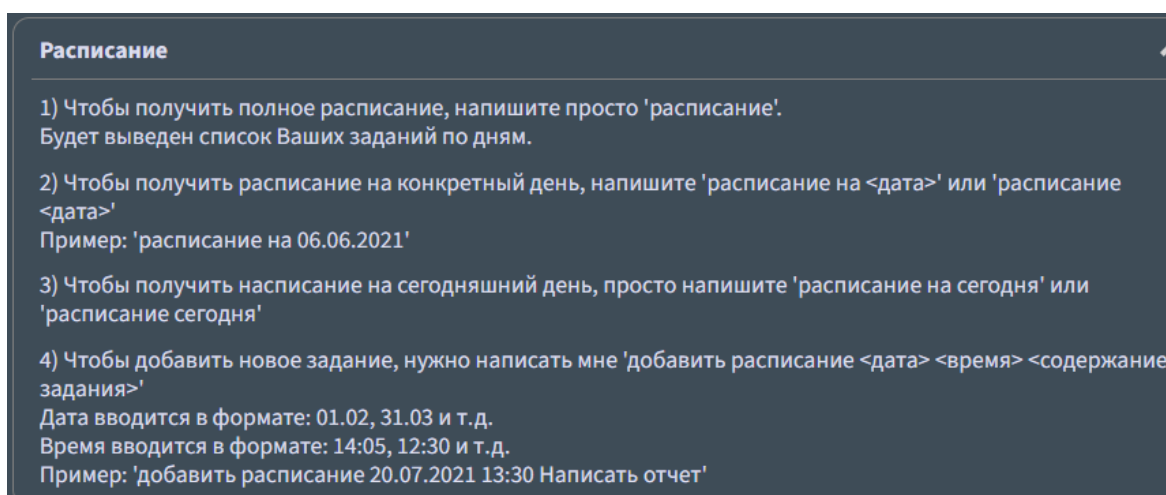 Расписание
1) Чтобы получить полное расписание, напишите просто 'расписание'.
Будет выведен список Ваших заданий по дням.
2) Чтобы получить расписание на конкретный день, напишите 'расписание на <дата>' или 'расписание
<дата>'
Пример: 'расписание на 06.06.2021'
3) Чтобы получить насписание на сегодняшний день, просто напишите 'расписание на сегодня' или
'расписание сегодня'
4) Чтобы добавить новое задание, нужно написать мне 'добавить расписание <дата> <время> <содержание
задания>'
Дата вводится в формате: 01.02, 31.03 и т.д.
Время вводится в формате: 14:05, 12:30 и т.д.
Пример: 'добавить расписание 20.07.2021 13:30 Написать отчет'